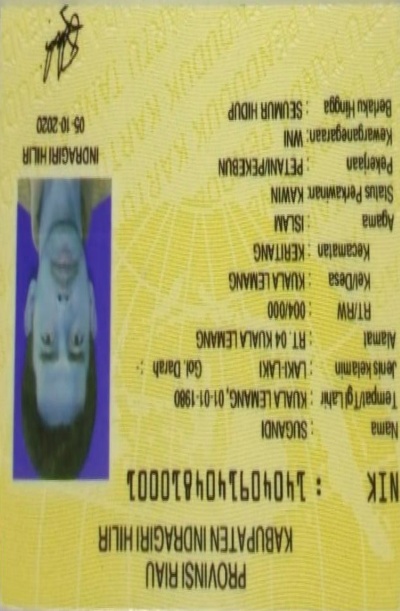 PROVINSI RIAU
KABUPATEN INDRAGIRI HILIR
NIK : 1404091404810001
Nama : SUGANDI
Tempat/Tgl Lahir : KUALA LEMANG, 01-01-1980
Jenis kelamin : LAKI-LAKI Gol. Darah :
Alamat : RT. 04 KUALA LEMANG
RT/RW : 004/000
Kel/Desa : KUALA LEMANG
Kecamatan : KERITANG
Agama : ISLAM
Status Perkawinan: KAWIN
Pekerjaan : PETANI/PEKEBUN
Kewarganegaraan: WNI
Berlaku Hingga : SEUMUR HIDUP
INDRAGIRI HILIR
05-10-2020